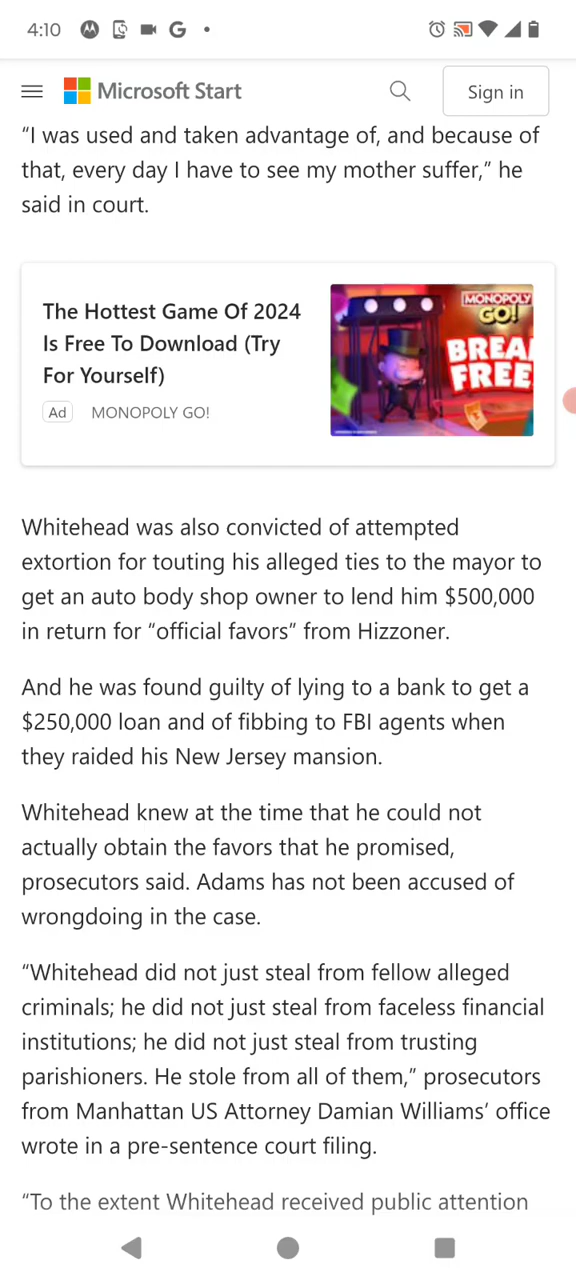 4:10
Microsoft Start
Sign in
“I was used and taken advantage of, and because of
that, every day I have to see my mother suffer,” he
said in court.
The Hottest Game Of 2024
Is Free To Download (Try
For Yourself)
Ad MONOPOLY GO!
MONOPOLY
GO!
BREA
FREE
Whitehead was also convicted of attempted
extortion for touting his alleged ties to the mayor to
get an auto body shop owner to lend him $500,000
in return for “official favors” from Hizzoner.
And he was found guilty of lying to a bank to get a
$250,000 loan and of fibbing to FBI agents when
they raided his New Jersey mansion.
Whitehead knew at the time that he could not
actually obtain the favors that he promised,
prosecutors said. Adams has not been accused of
wrongdoing in the case.
“Whitehead did not just steal from fellow alleged
criminals; he did not just steal from faceless financial
institutions; he did not just steal from trusting
parishioners. He stole from all of them,” prosecutors
from Manhattan US Attorney Damian Williams’ office
wrote in a pre-sentence court filing.
“To the extent Whitehead received public attention